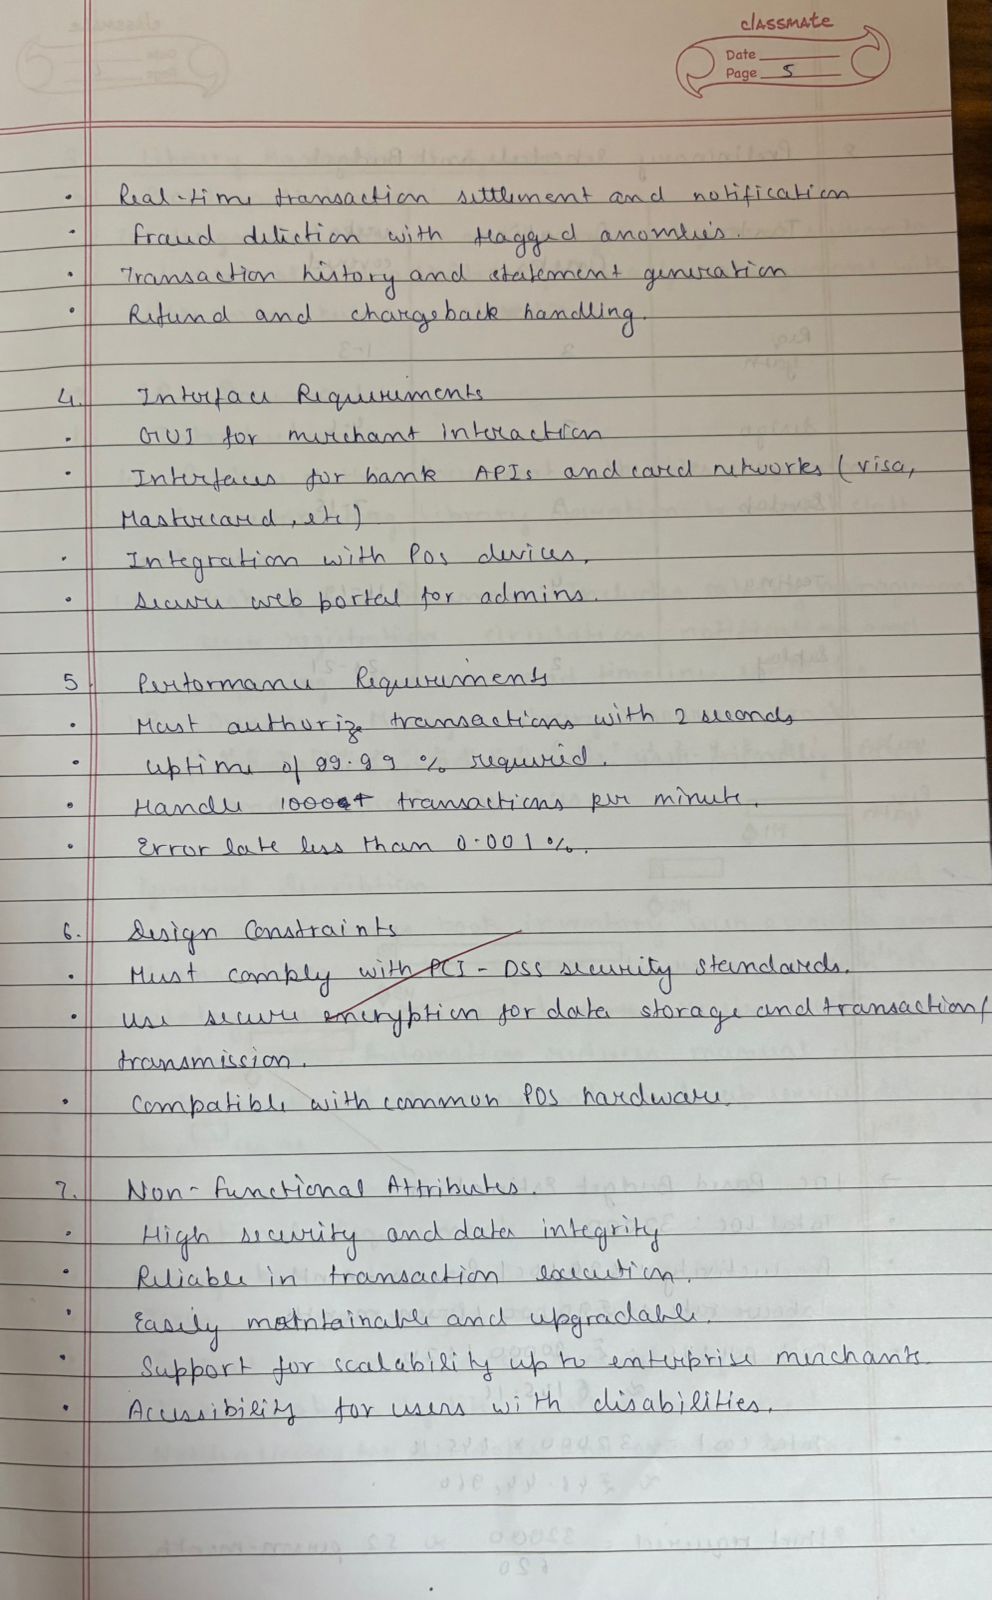 classmate
Date
Page 5
• Real-time transaction settlement and notification
• Fraud detection with flagged anomlies.
• Transaction history and statement generation
• Refund and chargeback handling.
4. Interface Requirements
• GUI for merchant interaction
• Interfaces for bank APIs and card networks (visa,
Mastercard, etc)
• Integration with POS devices.
• Secure web portal for admins.
5 Performance Requirements
• Must authorize transactions with 2 seconds
• Uptime of 99.99 % required.
• Handle 1000+ transactions per minute.
• Error late less than 0.001 %.
6. Design Constraints
• Must comply with PCI - DSS security standards.
• Use secure encryption for data storage and transaction/
transmission.
• Compatible with common POS hardware.
7. Non-functional Attributes.
• High security and data integrity
• Reliable in transaction execution.
• Easily maintainable and upgradable.
• Support for scalability up to enterprise merchants.
• Accessibility for users with disabilities.